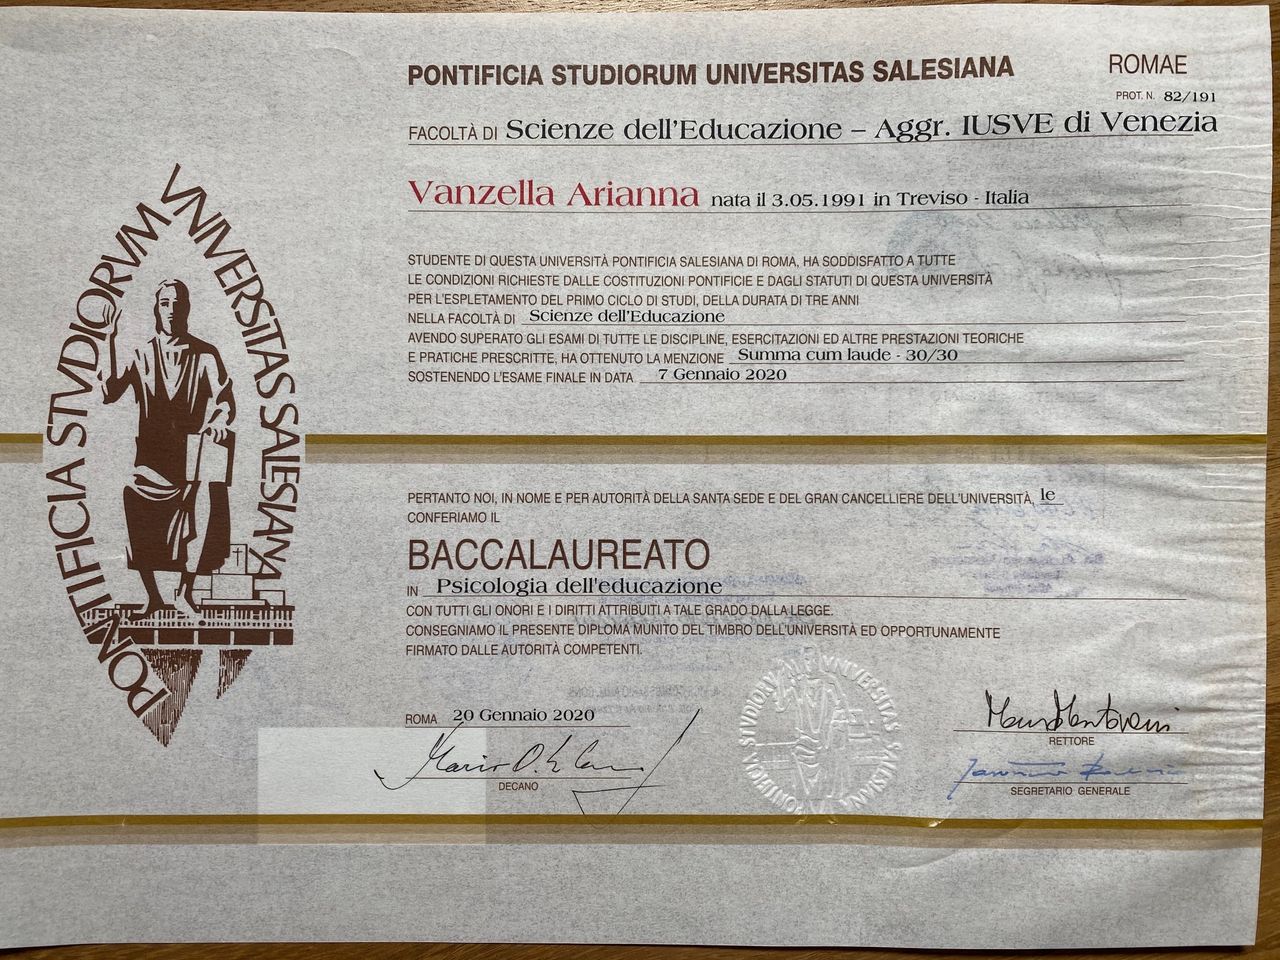 PONTIFICIA STUDIORUM UNIVERSITAS SALESIANA
ROMAE
PROT. N. 82/191
FACOLTÀ DI Scienze dell'Educazione – Aggr. IUSVE di Venezia
Vanzella Arianna nata il 3.05.1991 in Treviso - Italia
STUDENTE DI QUESTA UNIVERSITÀ PONTIFICIA SALESIANA DI ROMA, HA SODDISFATTO A TUTTE
LE CONDIZIONI RICHIESTE DALLE COSTITUZIONI PONTIFICIE E DAGLI STATUTI DI QUESTA UNIVERSITÀ
PER L'ESPLETAMENTO DEL PRIMO CICLO DI STUDI, DELLA DURATA DI TRE ANNI
NELLA FACOLTÀ DI Scienze dell'Educazione
AVENDO SUPERATO GLI ESAMI DI TUTTE LE DISCIPLINE, ESERCITAZIONI ED ALTRE PRESTAZIONI TEORICHE
E PRATICHE PRESCRITTE, HA OTTENUTO LA MENZIONE Summa cum laude - 30/30
SOSTENENDO L'ESAME FINALE IN DATA 7 Gennaio 2020
PONTIFICIA STVDIORVM VNIVERSITAS SALESIANA
PERTANTO NOI, IN NOME E PER AUTORITÀ DELLA SANTA SEDE E DEL GRAN CANCELLIERE DELL'UNIVERSITÀ, le
CONFERIAMO IL
BACCALAUREATO
IN Psicologia dell'educazione
CON TUTTI GLI ONORI E I DIRITTI ATTRIBUITI A TALE GRADO DALLA LEGGE.
CONSEGNIAMO IL PRESENTE DIPLOMA MUNITO DEL TIMBRO DELL'UNIVERSITÀ ED OPPORTUNAMENTE
FIRMATO DALLE AUTORITÀ COMPETENTI.
ROMA 20 Gennaio 2020
DECANO
PONTIFICIA STUDIORUM VNIVERSITAS SALESIANA
RETTORE
SEGRETARIO GENERALE